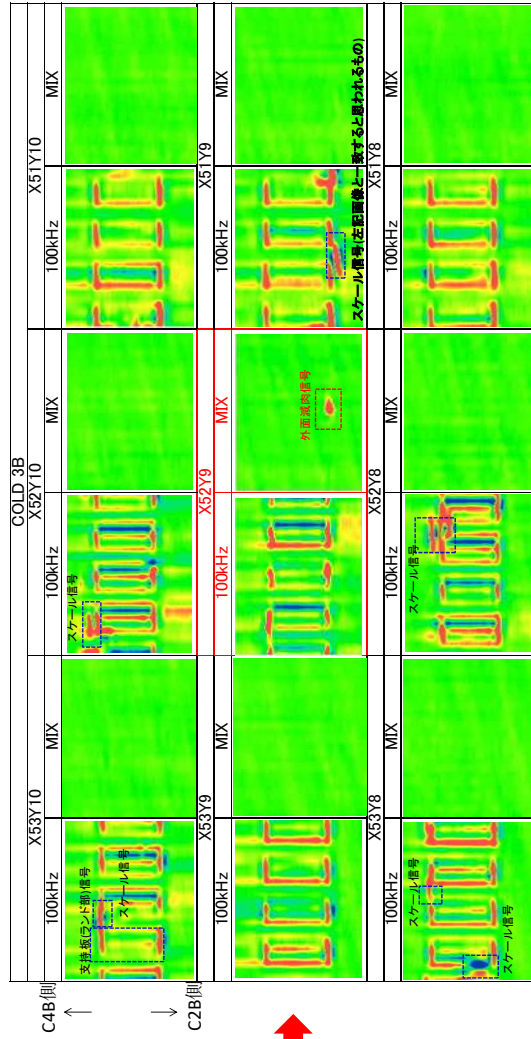 COLD 3B
X53Y10
X52Y10
X51Y10
100kHz
MIX
100kHz
MIX
100kHz
MIX
C4B側
C2B側
支持板(ランド部)信号
スケール信号
スケール信号
X53Y9
X52Y9
X51Y9
100kHz
MIX
100kHz
MIX
100kHz
MIX
外面減肉信号
スケール信号(左記画像と一致すると思われるもの)
X53Y8
X52Y8
X51Y8
100kHz
MIX
100kHz
MIX
100kHz
MIX
スケール信号
スケール信号
スケール信号